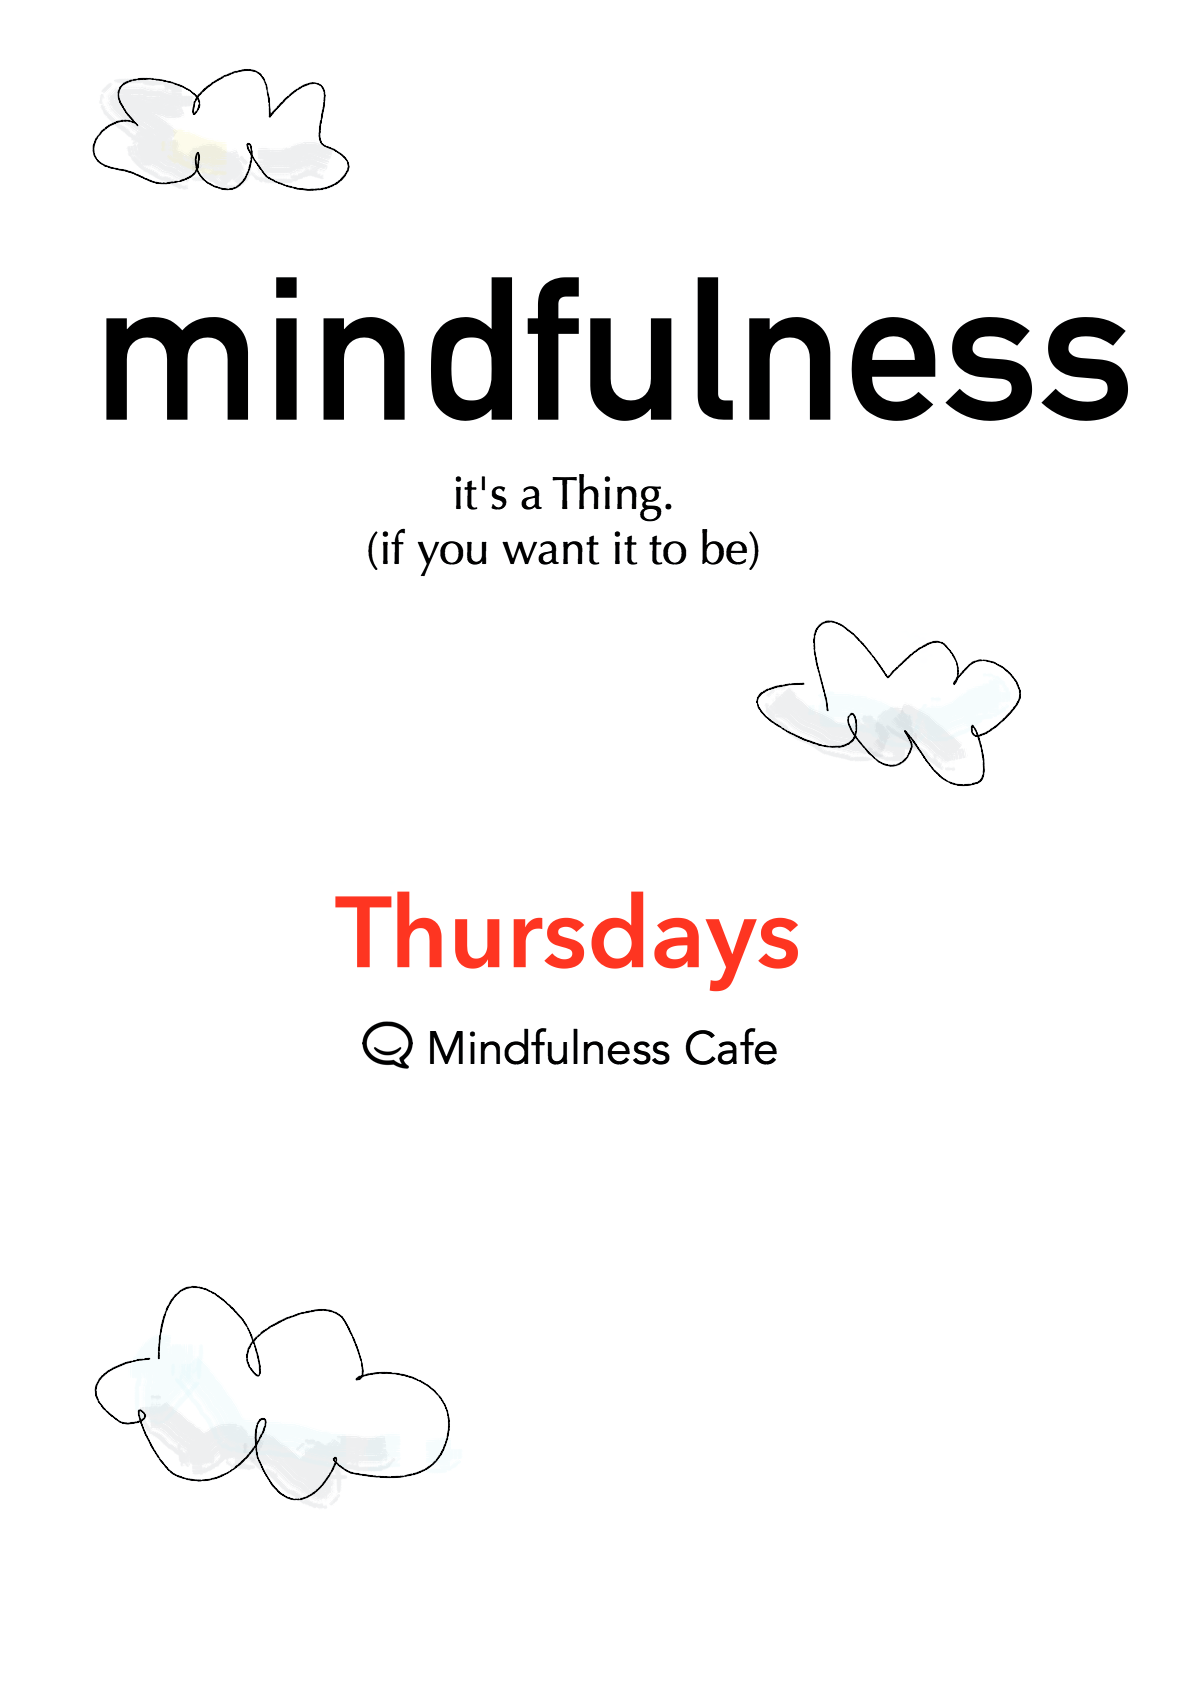 mindfulness
it's a Thing.
(if you want it to be)
Thursdays
Mindfulness Cafe